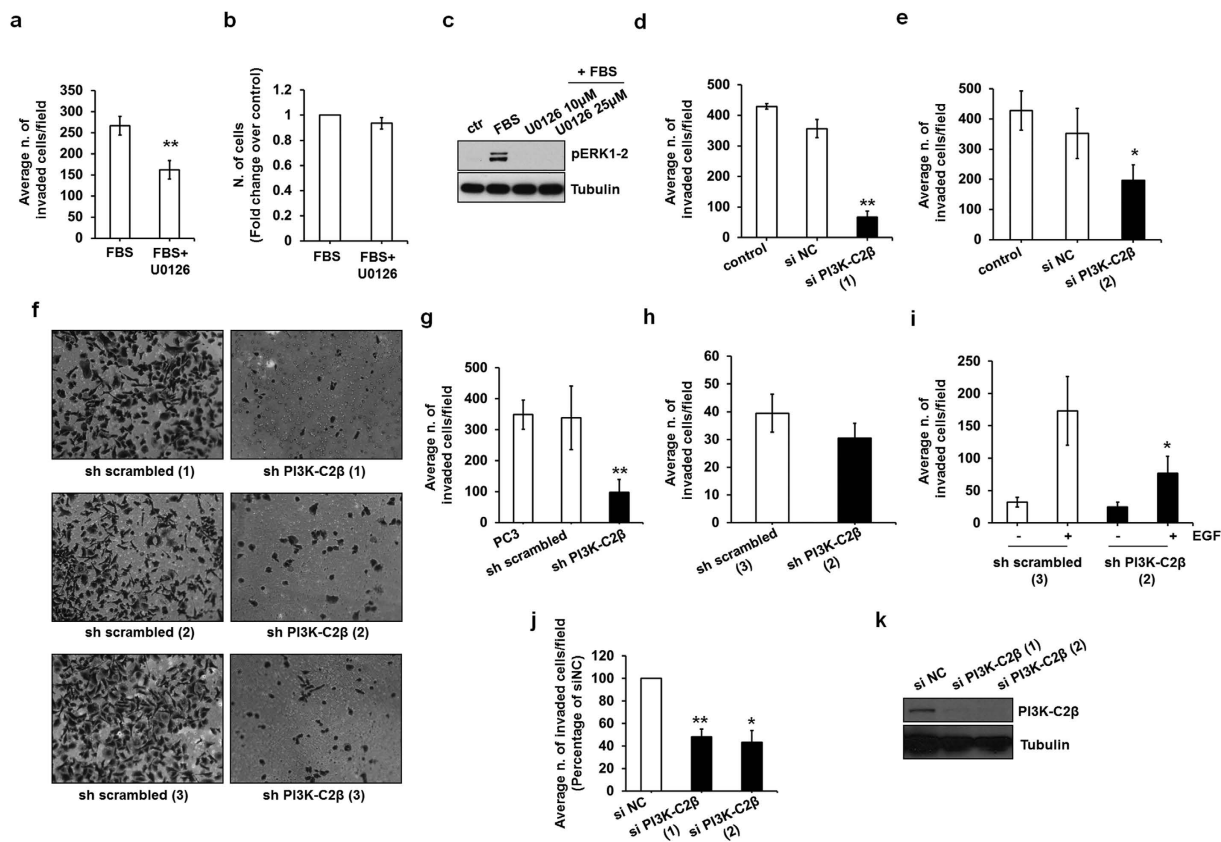 a
Average n. of
invaded cells/field
350
300
250
200
150
100
50
0
**
FBS
FBS+
U0126
b
N. of cells
(Fold change over control)
1.2
1
0.8
0.6
0.4
0.2
0
FBS
FBS+
U0126
c
+ FBS
ctr
FBS
U0126 10µM
U0126 25µM
pERK1-2
Tubulin
d
Average n. of
invaded cells/field
500
400
300
200
100
0
**
control
si NC
si PI3K-C2β
(1)
e
Average n. of
invaded cells/field
500
400
300
200
100
0
*
control
si NC
si PI3K-C2β
(2)
f
sh scrambled (1)
sh PI3K-C2β (1)
sh scrambled (2)
sh PI3K-C2β (2)
sh scrambled (3)
sh PI3K-C2β (3)
g
Average n. of
invaded cells/field
500
400
300
200
100
0
**
PC3
sh scrambled
sh PI3K-C2β
h
Average n. of
invaded cells/field
60
50
40
30
20
10
0
sh scrambled
(3)
sh PI3K-C2β
(2)
i
Average n. of
invaded cells/field
250
200
150
100
50
0
*
- + - + EGF
sh scrambled
(3)
sh PI3K-C2β
(2)
j
Average n. of invaded cells/field
(Percentage of siNC)
120
100
80
60
40
20
0
**
*
si NC
si PI3K-C2β
(1)
si PI3K-C2β
(2)
k
si NC
si PI3K-C2β (1)
si PI3K-C2β (2)
PI3K-C2β
Tubulin